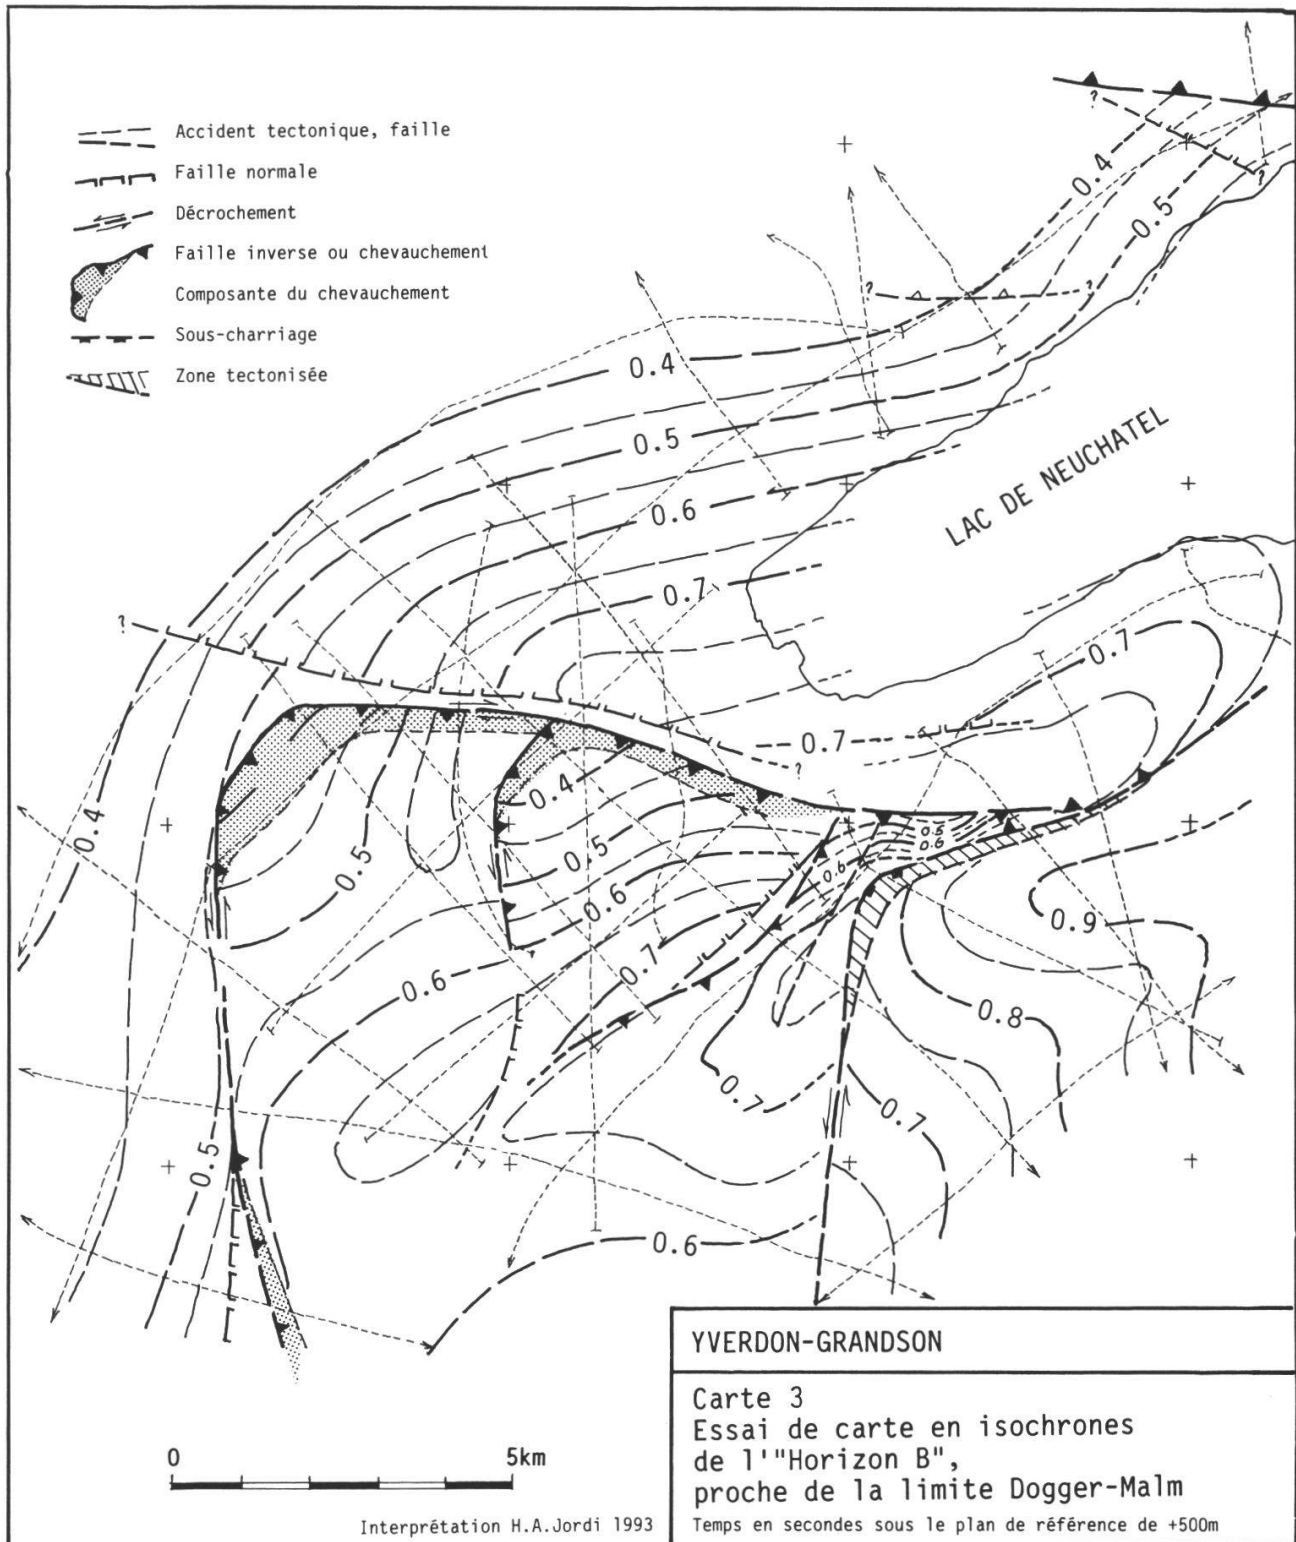 Accident tectonique, faille
Faille normale
Décrochement
Faille inverse ou chevauchement
Composante du chevauchement
Sous-charriage
Zone tectonisée
?
0.4
?
0.5
?
?
0.4
0.5
LAC DE NEUCHATEL
0.6
0.7
?
0.7
0.7
?
0.4
0.4
0.5
0.6
0.5
0.5
0.6
0.6
0.6
0.9
0.7
0.6
0.8
0.7
0.7
0.5
0.6
YVERDON-GRANDSON
Carte 3
Essai de carte en isochrones
de l'"Horizon B",
proche de la limite Dogger-Malm
Temps en secondes sous le plan de référence de +500m
0 5km
Interprétation H.A.Jordi 1993